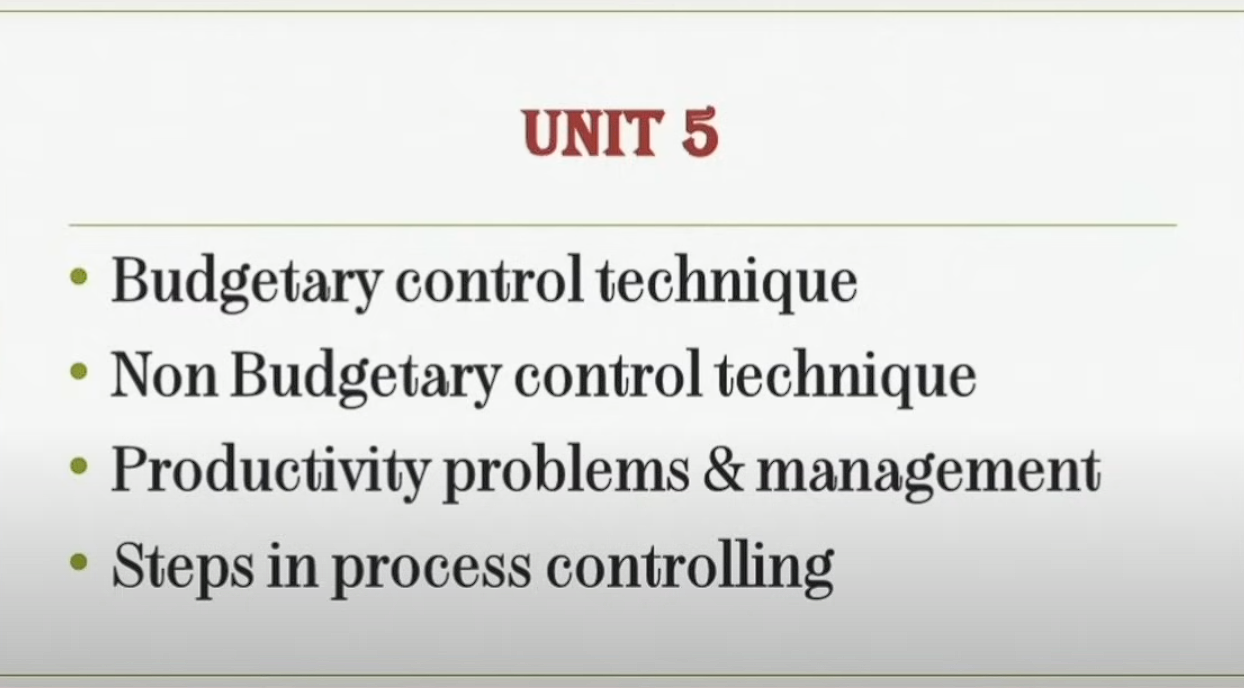 UNIT 5
Budgetary control technique
Non Budgetary control technique
Productivity problems & management
Steps in process controlling